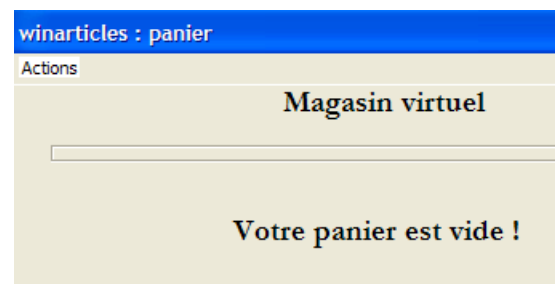 winarticles : panier
Actions
Magasin virtuel
Votre panier est vide !